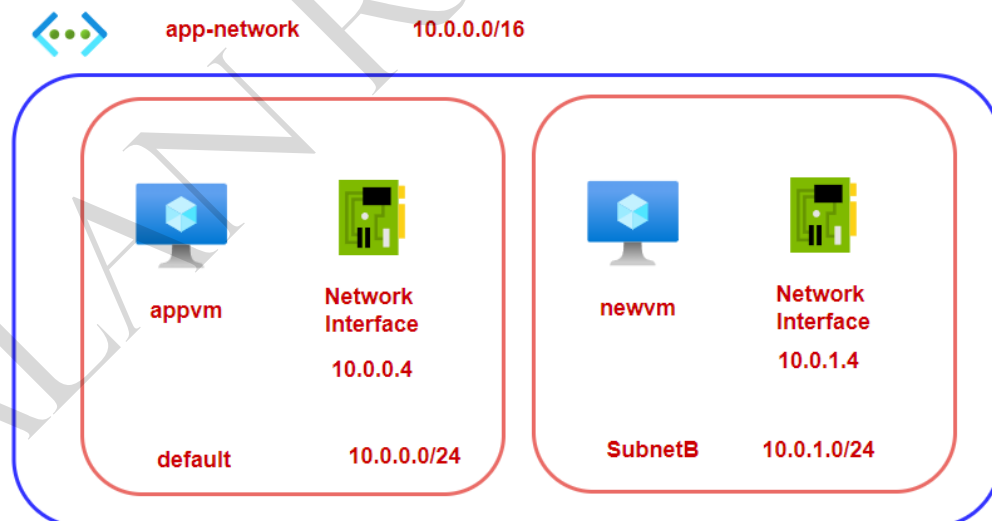 app-network 10.0.0.0/16
appvm
Network
Interface
10.0.0.4
default 10.0.0.0/24
newvm
Network
Interface
10.0.1.4
SubnetB 10.0.1.0/24